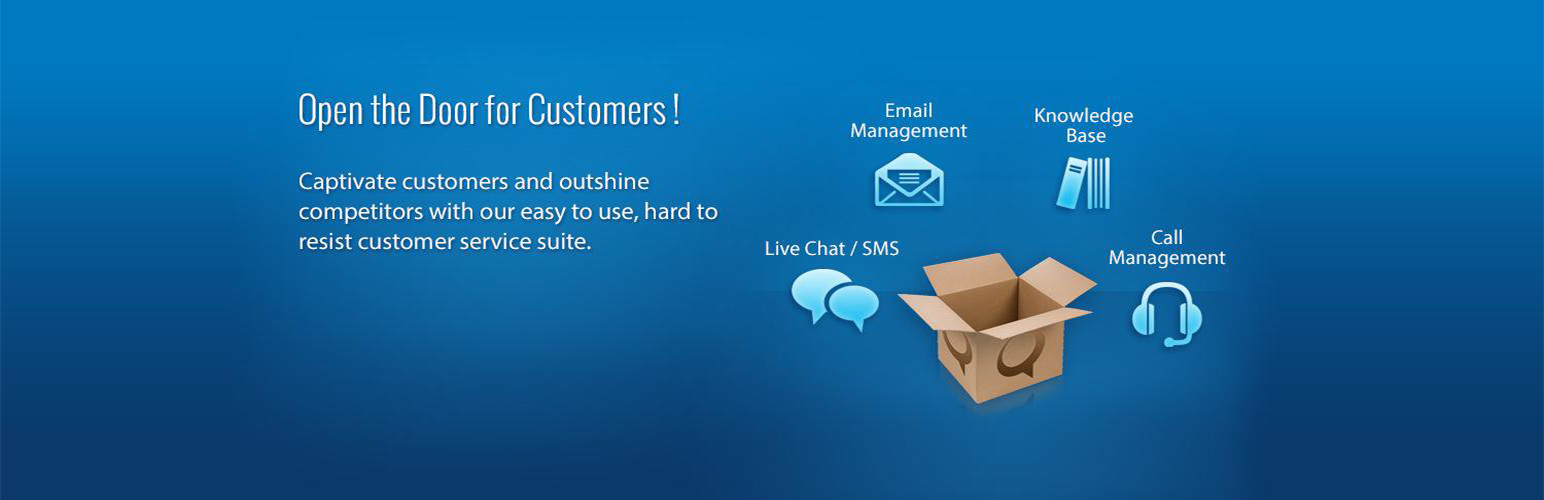 Open the Door for Customers !
Captivate customers and outshine
competitors with our easy to use, hard to
resist customer service suite.
Email
Management
Knowledge
Base
Live Chat / SMS
Call
Management